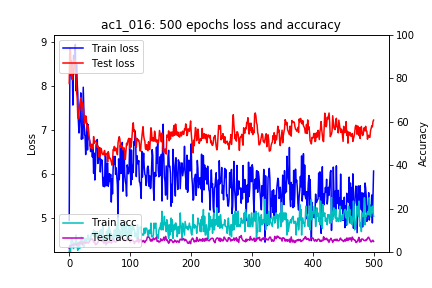 ac1_016: 500 epochs loss and accuracy
9
8
7
6
5
Loss
Train loss
Test loss
Train acc
Test acc
100
80
60
40
20
0
Accuracy
0
100
200
300
400
500